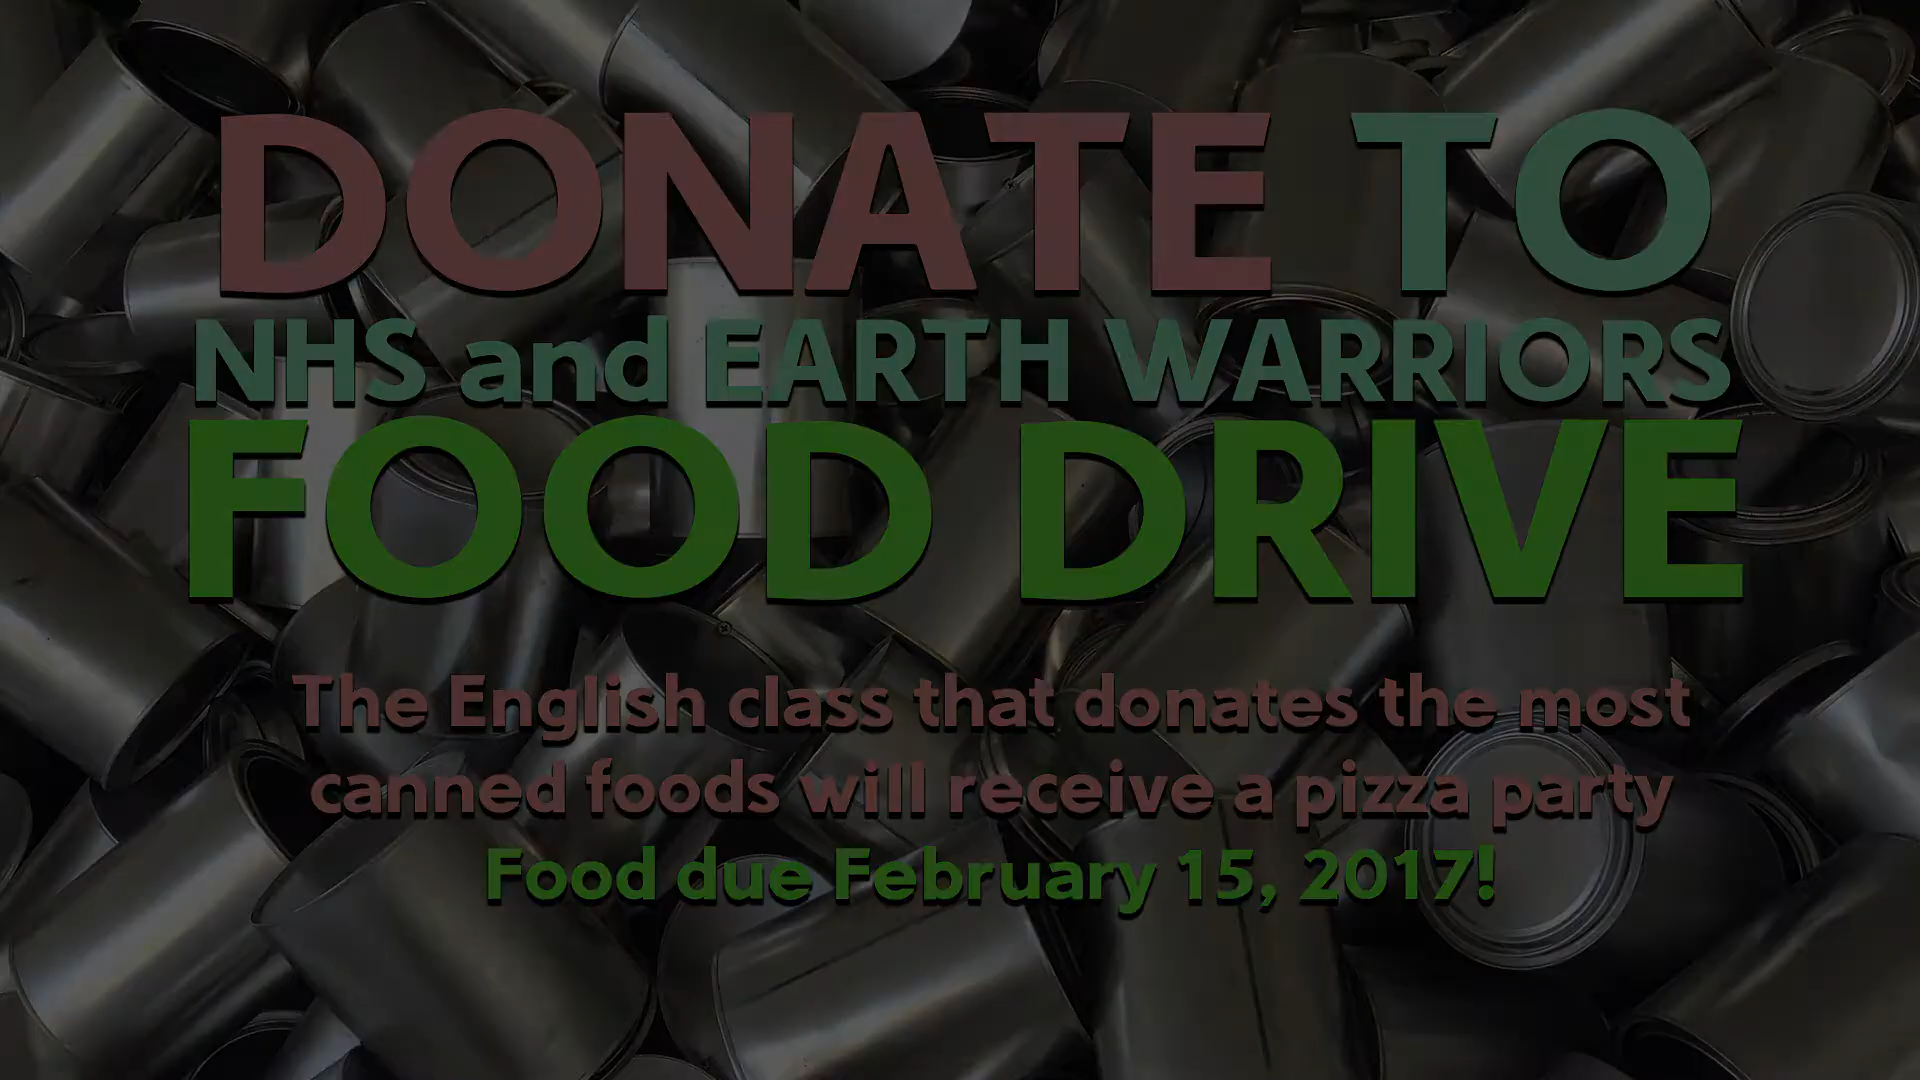 DONATE TO
NHS and EARTH WARRIORS
FOOD DRIVE
The English class that donates the most
canned foods will receive a pizza party
Food due February 15, 2017!